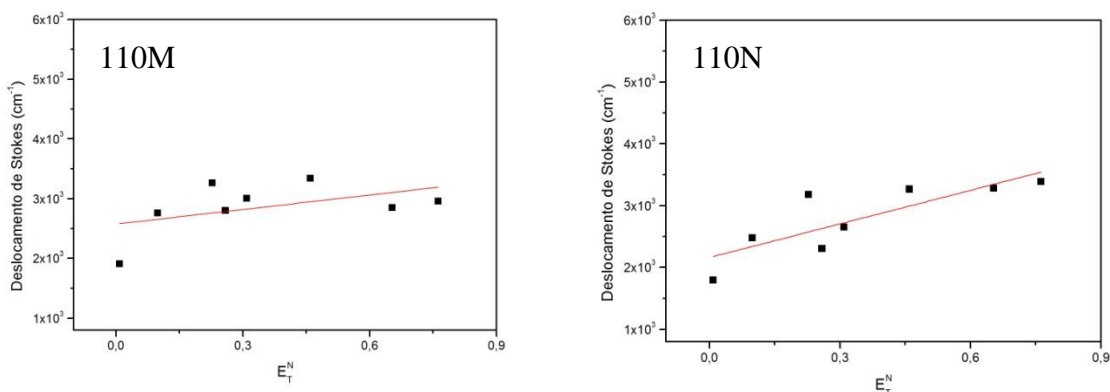 110M
Deslocamento de Stokes (cm⁻¹)
6x10³
5x10³
4x10³
3x10³
2x10³
1x10³
0,0
0,3
0,6
0,9
E_T^N
110N
Deslocamento de Stokes (cm⁻¹)
6x10³
5x10³
4x10³
3x10³
2x10³
1x10³
0,0
0,3
0,6
0,9
E_T^N